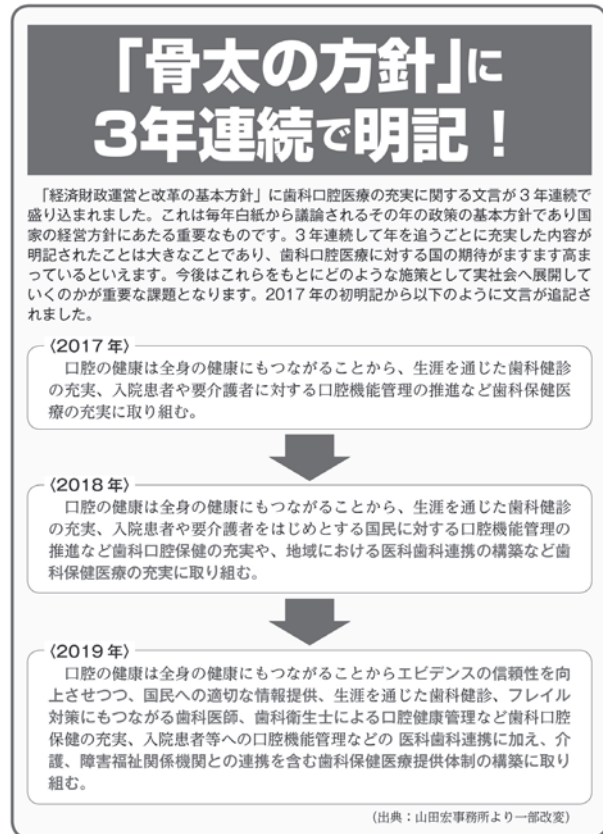 「骨太の方針」に
3年連続で明記！
「経済財政運営と改革の基本方針」に歯科口腔医療の充実に関する文言が3年連続で
盛り込まれました。これは毎年白紙から議論されるその年の政策の基本方針であり国
家の経営方針にあたる重要なものです。3年連続して年を追うごとに充実した内容が
明記されたことは大きなことであり、歯科口腔医療に対する国の期待がますます高ま
っているといえます。今後はこれらをもとにどのような施策として実社会へ展開して
いくのかが重要な課題となります。2017年の初明記から以下のように文言が追記さ
れました。
〈2017年〉
口腔の健康は全身の健康にもつながることから、生涯を通じた歯科健診
の充実、入院患者や要介護者に対する口腔機能管理の推進など歯科保健医
療の充実に取り組む。
〈2018年〉
口腔の健康は全身の健康にもつながることから、生涯を通じた歯科健診
の充実、入院患者や要介護者をはじめとする国民に対する口腔機能管理の
推進など歯科口腔保健の充実や、地域における医科歯科連携の構築など歯
科保健医療の充実に取り組む。
〈2019年〉
口腔の健康は全身の健康にもつながることからエビデンスの信頼性を向
上させつつ、国民への適切な情報提供、生涯を通じた歯科健診、フレイル
対策にもつながる歯科医師、歯科衛生士による口腔健康管理など歯科口腔
保健の充実、入院患者等への口腔機能管理などの 医科歯科連携に加え、介
護、障害福祉関係機関との連携を含む歯科保健医療提供体制の構築に取り
組む。
（出典：山田宏事務所より一部改変）